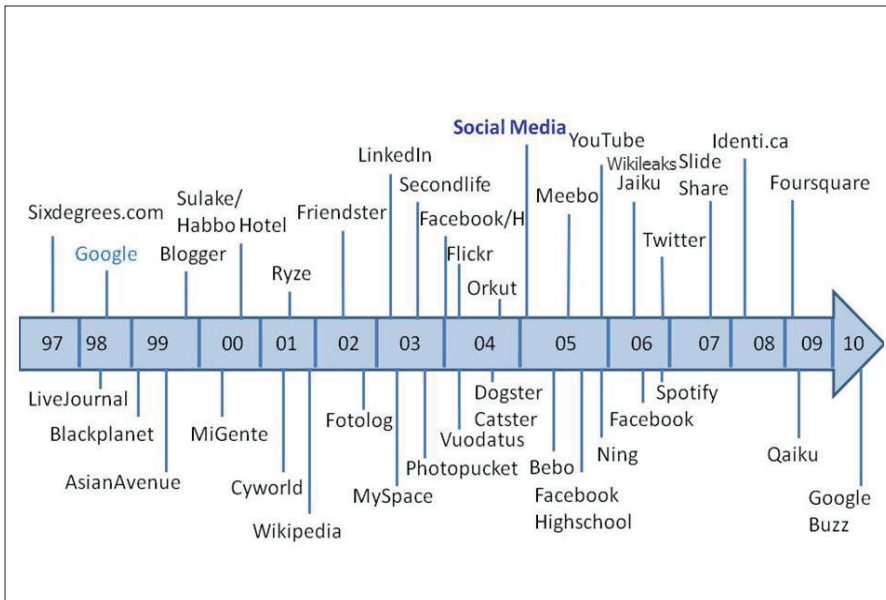 Social Media
YouTube
Identi.ca
LinkedIn
Wikileaks
Slide
Share
Secondlife
Jaiku
Foursquare
Sulake/
Habbo Hotel
Meebo
Sixdegrees.com
Friendster
Facebook/H
Google
Blogger
Flickr
Twitter
Ryze
Orkut
97 98 99 00 01 02 03 04 05 06 07 08 09 10
LiveJournal
Dogster
Catster
Spotify
Blackplanet
MiGente
Fotolog
Vuodatus
Facebook
AsianAvenue
Cyworld
MySpace
Photopucket
Bebo
Ning
Qaiku
Facebook
Highschool
Google
Buzz
Wikipedia